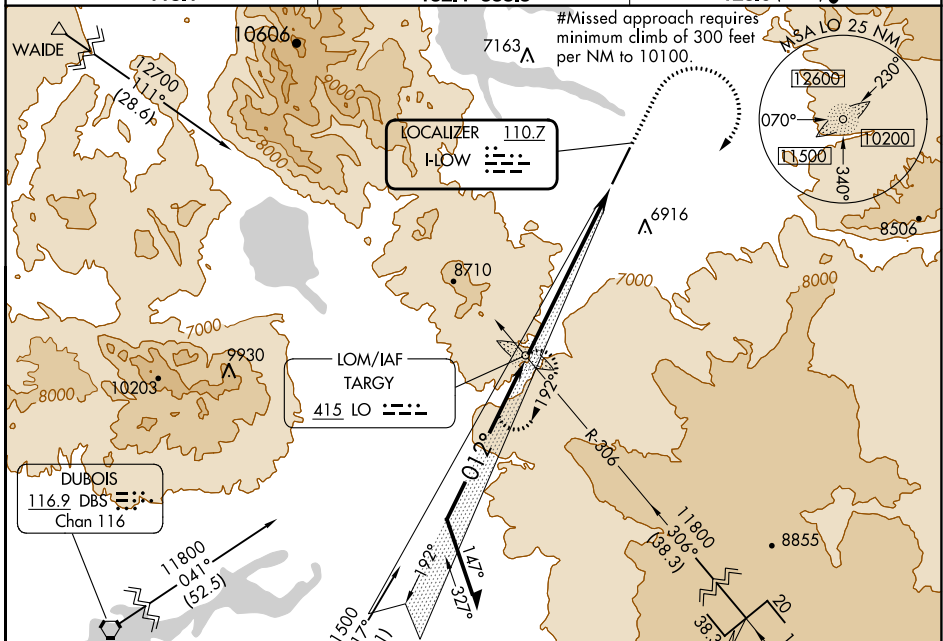 #Missed approach requires
minimum climb of 300 feet
per NM to 10100.
MSA LO 25 NM
WAIDE
10606
7163
12600
230°
070°
10200
11500
340°
12700
111°
(28.6)
9000
8000
LOCALIZER 110.7
I-LOW
6916
8506
8710
7000
8000
7000
9930
10203
8000
LOM/IAF
TARGY
415 LO
192°
012°
R-306
DUBOIS
116.9 DBS
Chan 116
11800
041°
(52.5)
11800
306°
(38.3)
8855
192°
147°
327°
20